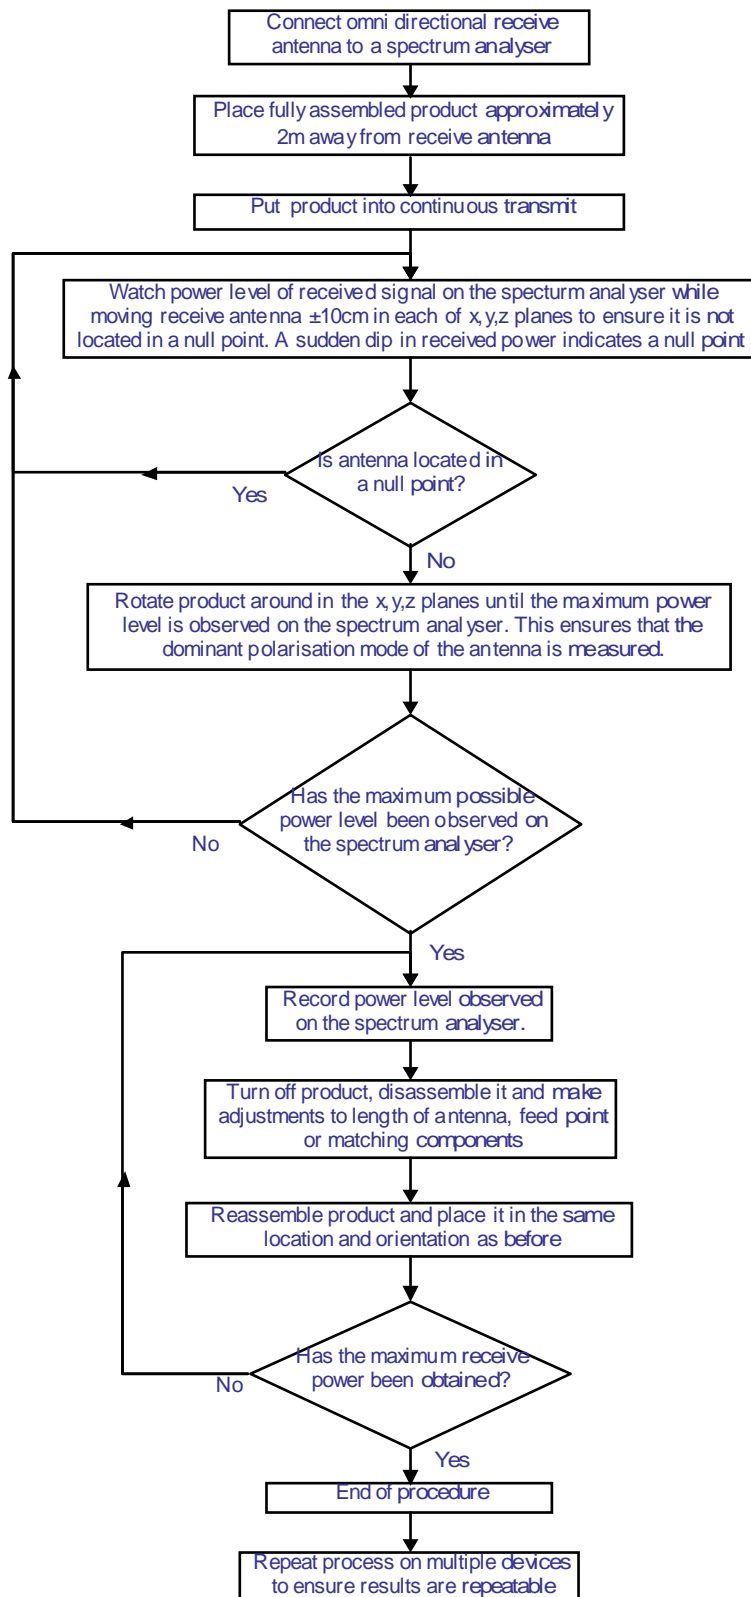 Connect omni directional receive
antenna to a spectrum analyser
Place fully assembled product approximately
2m away from receive antenna
Put product into continuous transmit
Watch power level of received signal on the specturm analyser while
moving receive antenna ±10cm in each of x,y,z planes to ensure it is not
located in a null point. A sudden dip in received power indicates a null point
Is antenna located in
a null point?
Yes
No
Rotate product around in the x,y,z planes until the maximum power
level is observed on the spectrum analyser. This ensures that the
dominant polarisation mode of the antenna is measured.
Has the maximum possible
power level been observed on
the spectrum analyser?
No
Yes
Record power level observed
on the spectrum analyser.
Turn off product, disassemble it and make
adjustments to length of antenna, feed point
or matching components
Reassemble product and place it in the same
location and orientation as before
Has the maximum receive
power been obtained?
No
Yes
End of procedure
Repeat process on multiple devices
to ensure results are repeatable